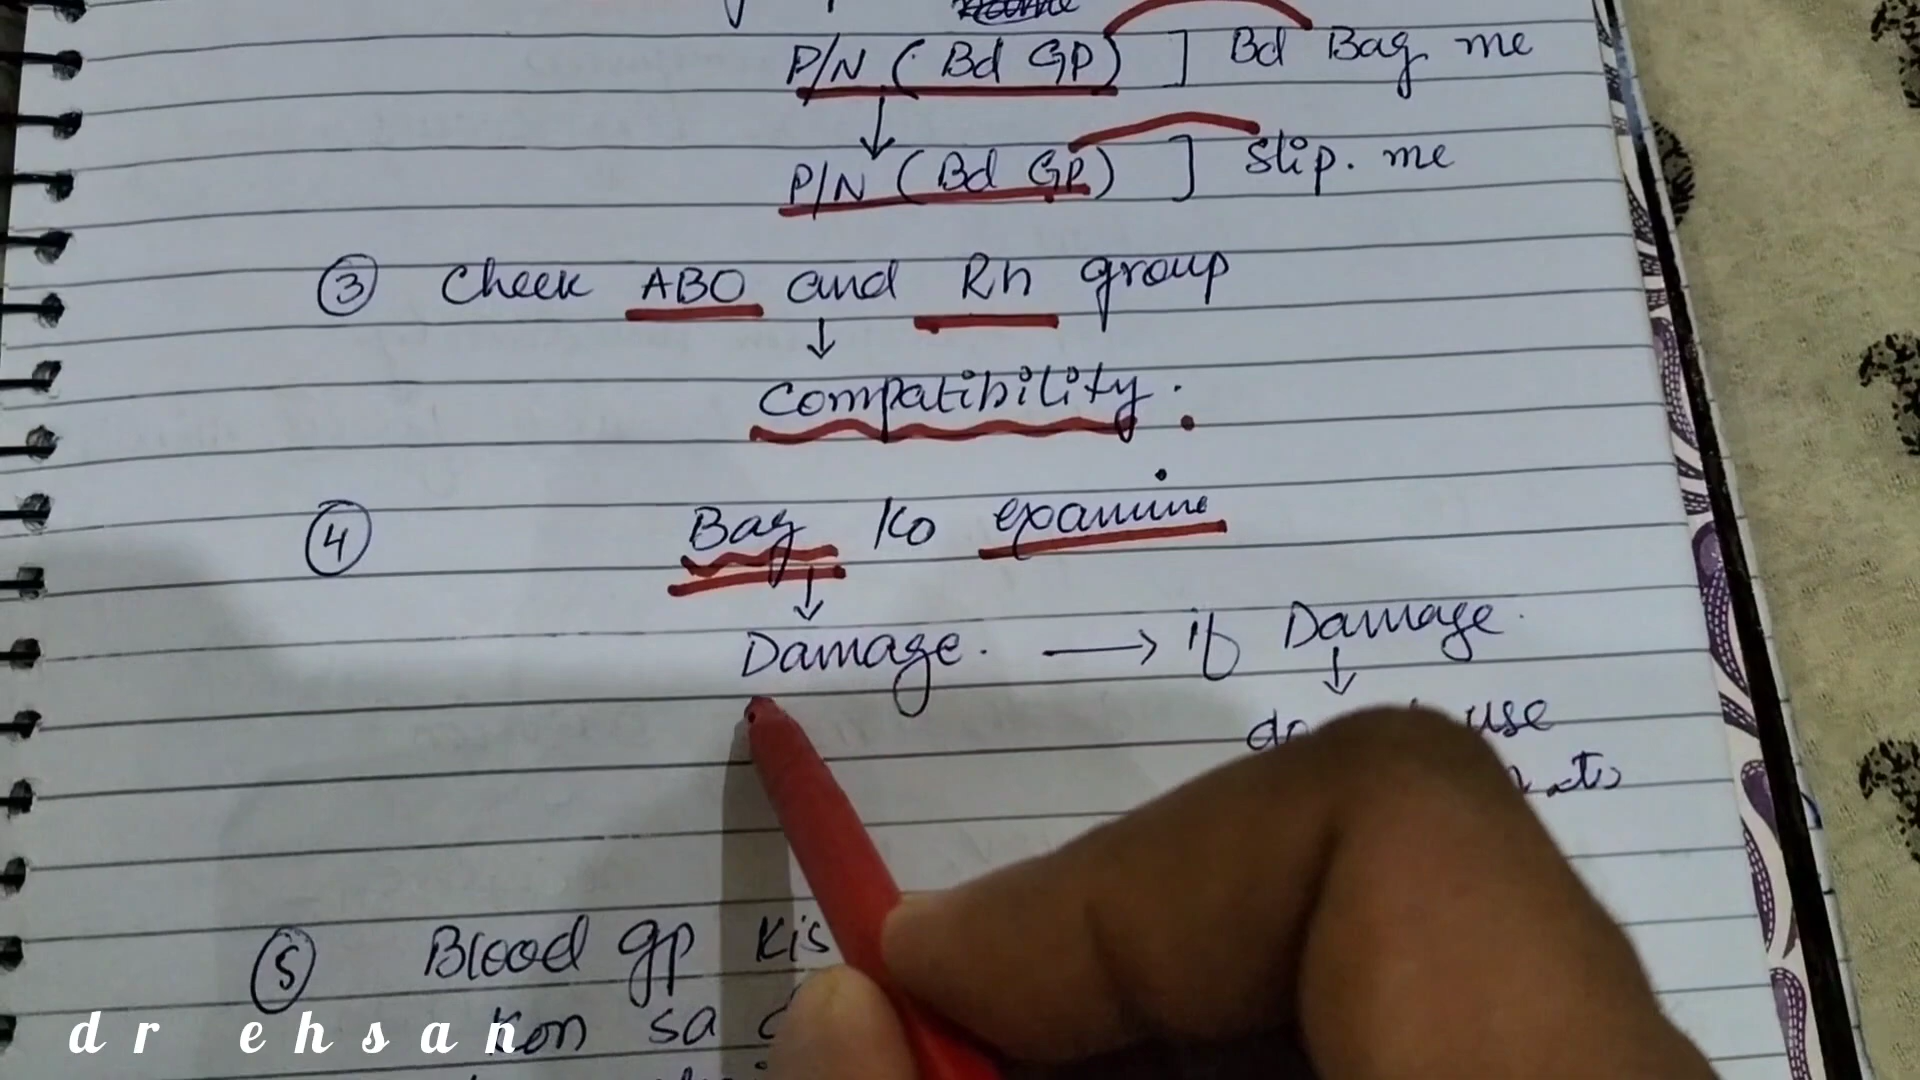 P/N (Bd GP) ] Bd Bag me
↓
P/N (Bd GP) ] slip. me
③ Cheek ABO and Rh group
↓
Compatibility.
④ Bag Ko examine
↓
Damage. → if Damage.
↓
use
⑤ Blood gp Kis
Kon sa
dr ehsan